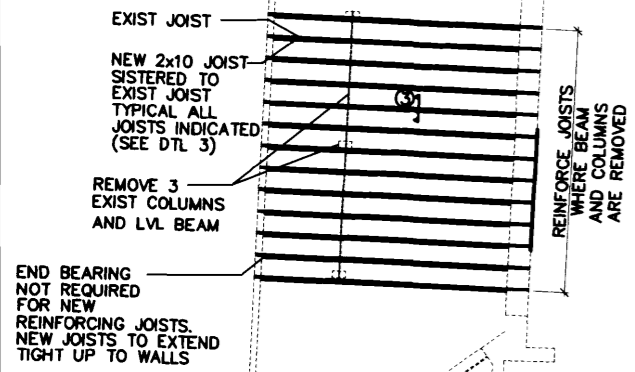 EXIST JOIST
NEW 2x10 JOIST
SISTERED TO
EXIST JOIST
TYPICAL ALL
JOISTS INDICATED
(SEE DTL 3)
REMOVE 3
EXIST COLUMNS
AND LVL BEAM
END BEARING
NOT REQUIRED
FOR NEW
REINFORCING JOISTS.
NEW JOISTS TO EXTEND
TIGHT UP TO WALLS
3
REINFORCE JOISTS
WHERE BEAM
AND COLUMNS
ARE REMOVED